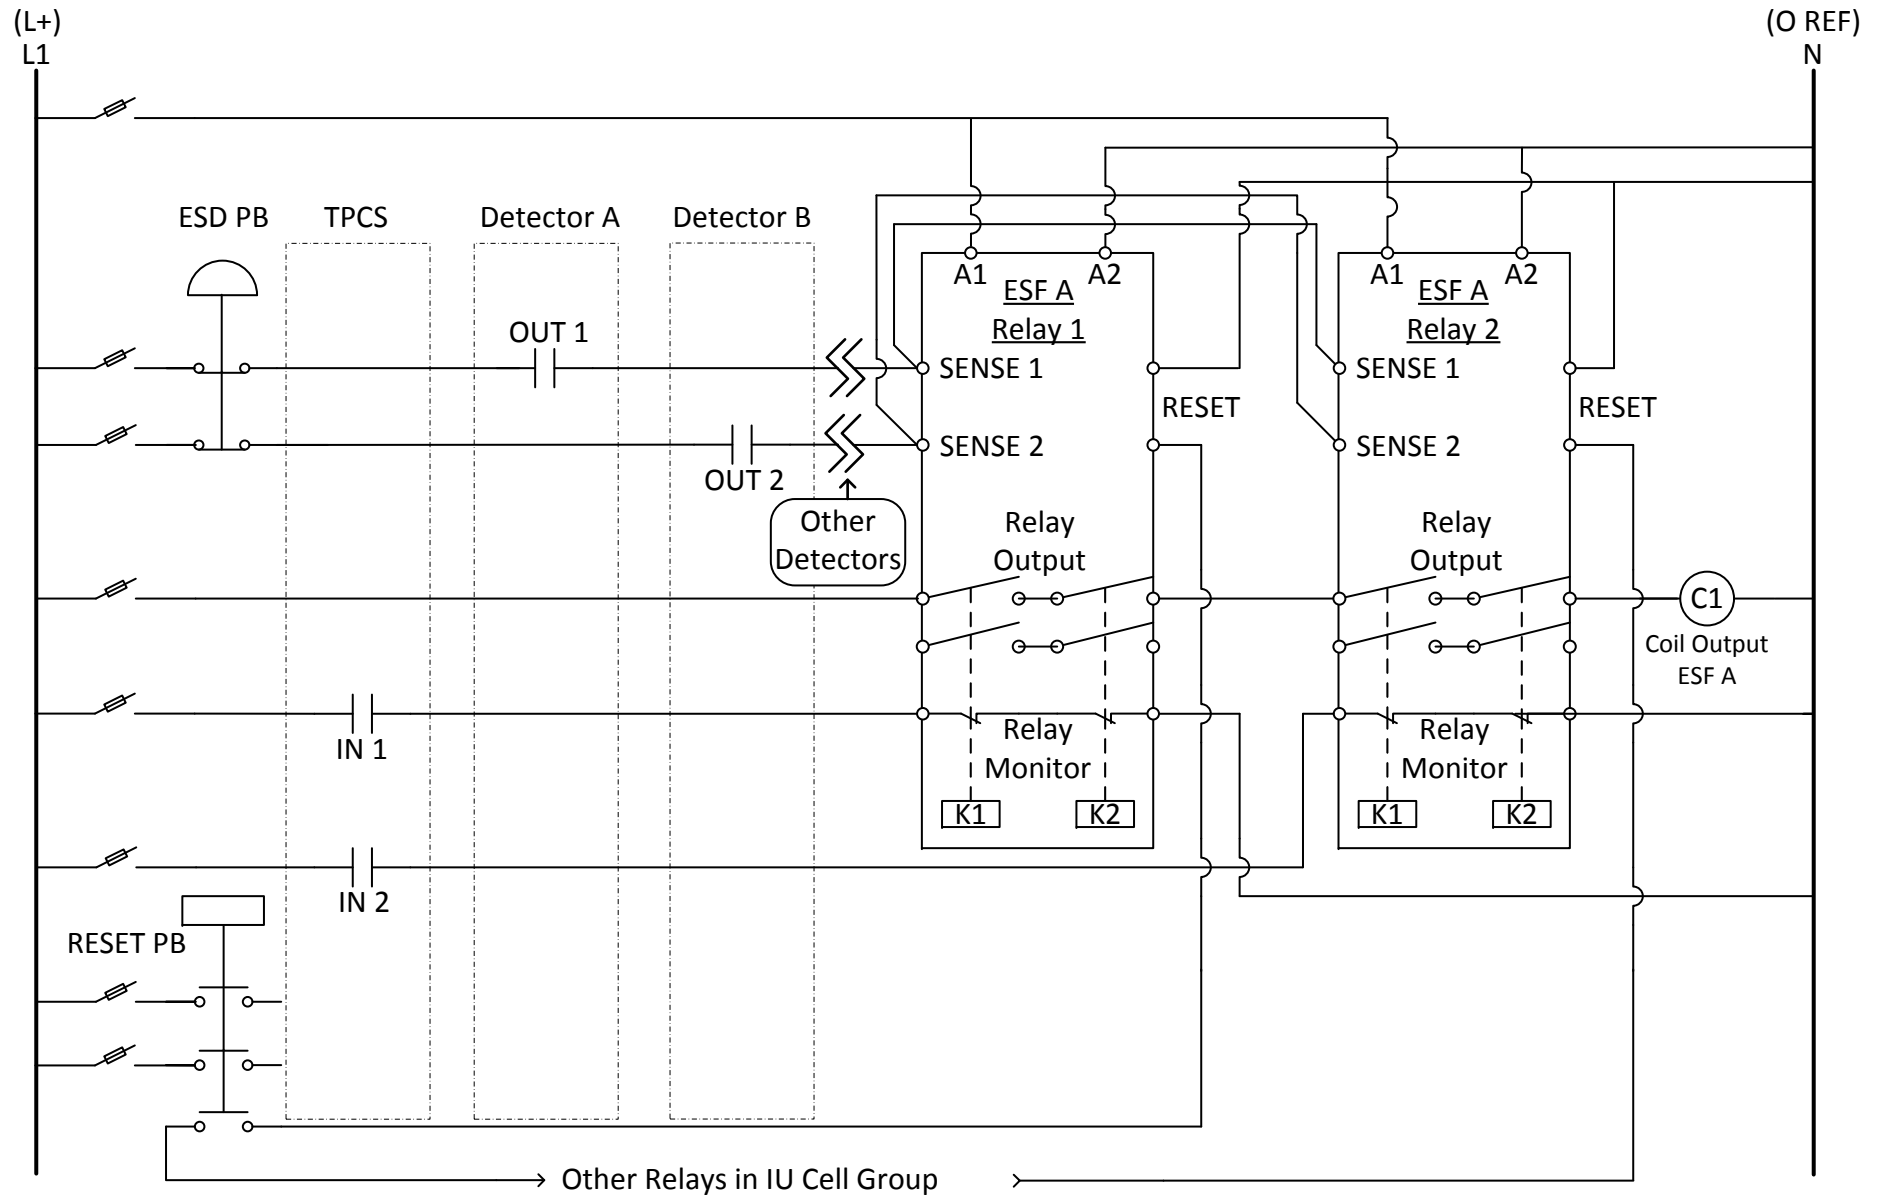 (L+)
L1
(O REF)
N
ESD PB
TPCS
Detector A
Detector B
A1
A2
ESF A
Relay 1
A1
A2
ESF A
Relay 2
OUT 1
SENSE 1
SENSE 1
RESET
RESET
SENSE 2
SENSE 2
OUT 2
Other
Detectors
Relay
Output
Relay
Output
C1
Coil Output
ESF A
IN 1
Relay
Monitor
Relay
Monitor
K1
K2
K1
K2
IN 2
RESET PB
Other Relays in IU Cell Group